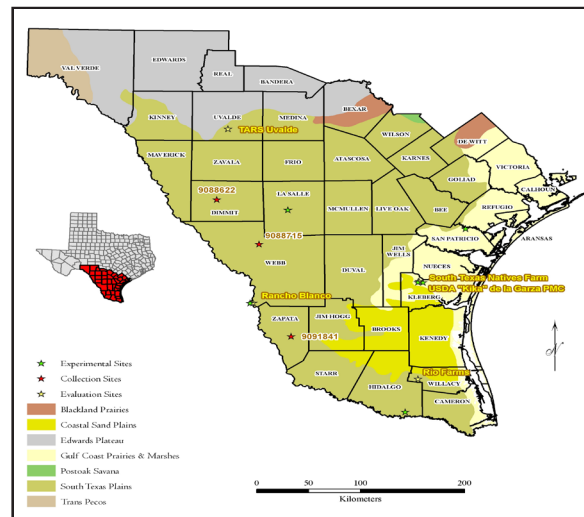 VAL VERDE
EDWARDS
REAL
BANDERA
KINNEY
UVALDE
MEDINA
BEXAR
WILSON
DE WITT
TARS Uvalde
KARNES
VICTORIA
MAVERICK
ZAVALA
FRIO
ATASCOSA
GOLIAD
CALHOUN
9088622
LA SALLE
BEE
REFUGIO
DIMMIT
MCMULLEN
LIVE OAK
9088715
SAN PATRICIO
ARANSAS
WEBB
DUVAL
JIM
WELLS
NUECES
South Texas Natives Farm
USDA "Kika" de la Garza PMC
Rancho Blanco
KLEBERG
ZAPATA
JIM HOGG
BROOKS
KENEDY
9091841
Rio Farms
STARR
HIDALGO
WILLACY
CAMERON
N
Experimental Sites
Collection Sites
Evaluation Sites
Blackland Prairies
Coastal Sand Plains
Edwards Plateau
Gulf Coast Prairies & Marshes
Postoak Savana
South Texas Plains
Trans Pecos
0 50 100 200
Kilometers